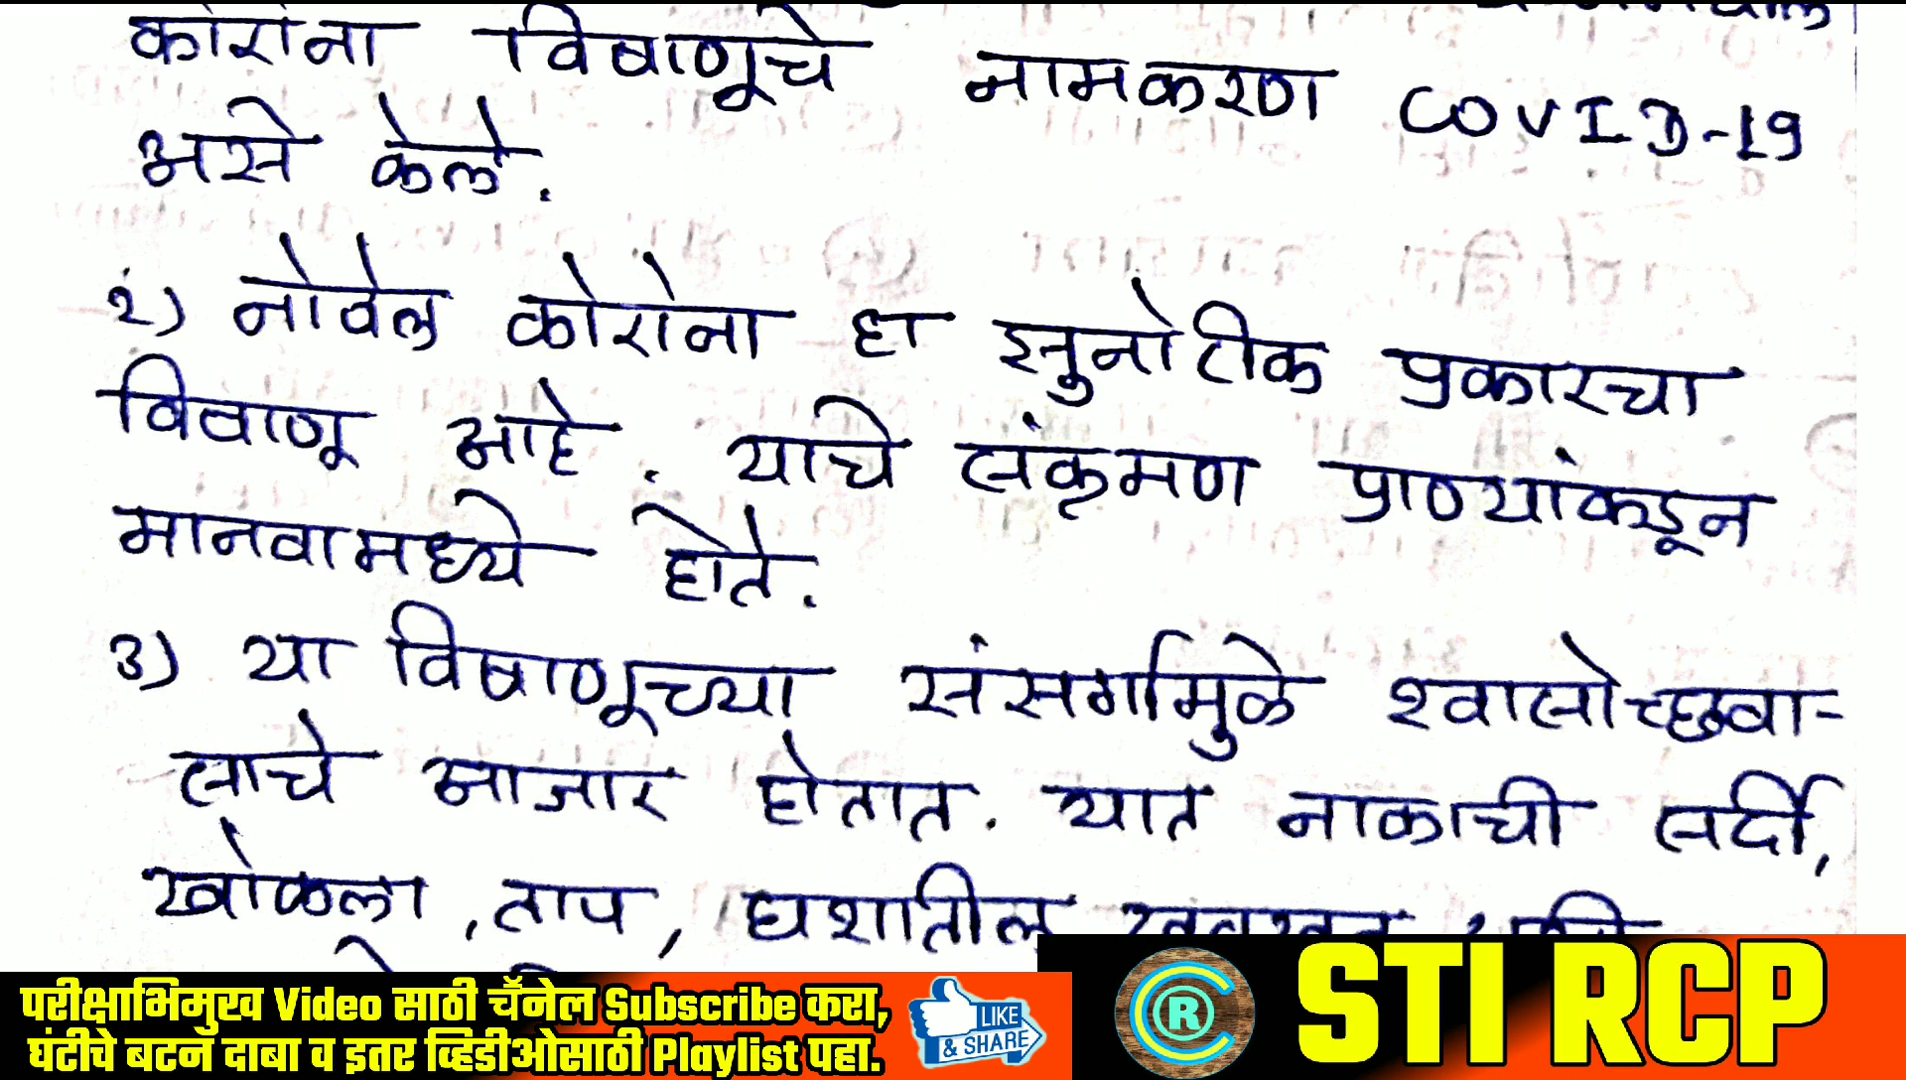 कोरोना विषाणूचे नामकरण COVID-19
असे केले.
२) नोवेल कोरोना हा झुनोटीक प्रकारचा
विषाणू आहे. याचे संक्रमण प्राण्यांकडून
मानवामध्ये होते.
३) या विषाणूच्या संसर्गामुळे श्वासोच्छवा-
साचे आजार होतात. यात नाकाची सर्दी,
खोकला, ताप, घशातील
परीक्षाभिमुख Video साठी चॅनेल Subscribe करा,
घंटीचे बटन दाबा व इतर व्हिडीओसाठी Playlist पहा.
LIKE
& SHARE
R
STI RCP